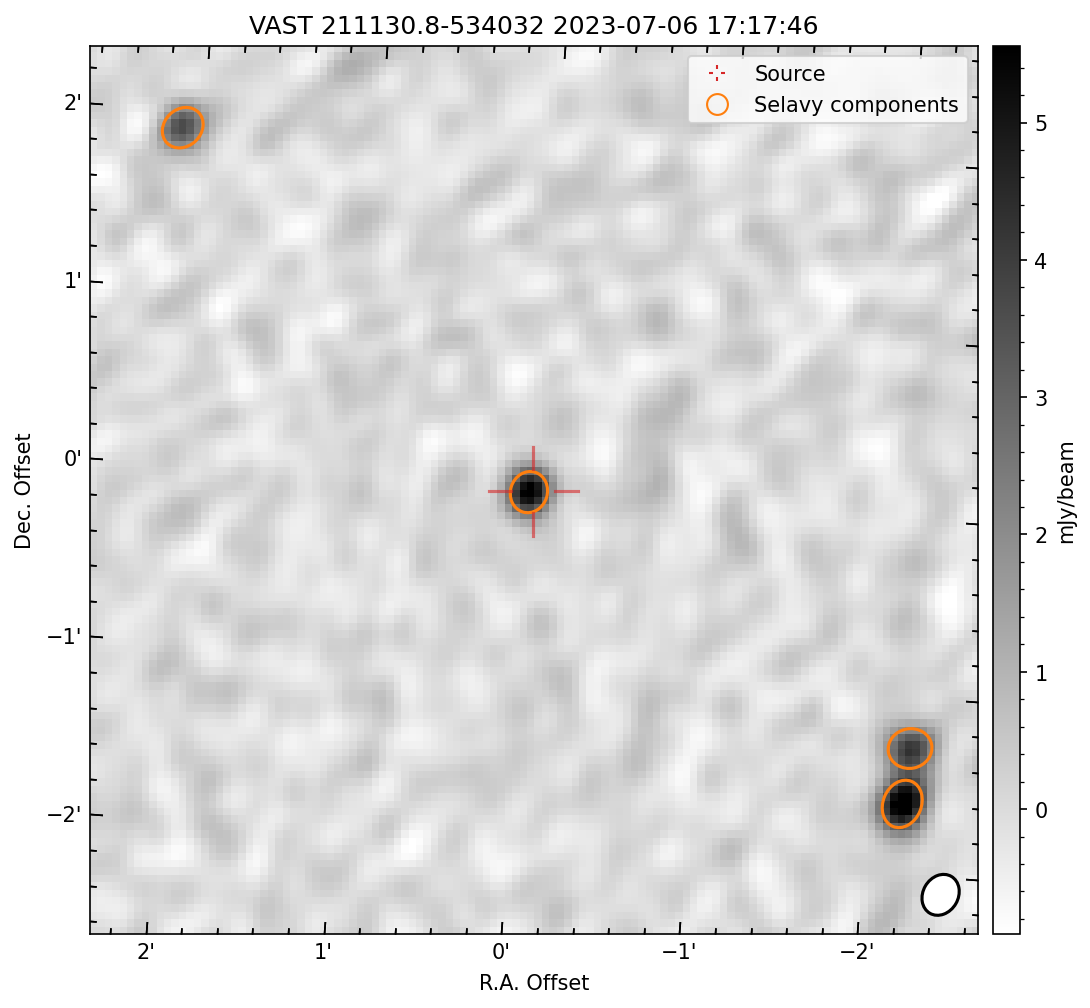 VAST 211130.8-534032 2023-07-06 17:17:46
Source
Selavy components
2'
1'
0'
−1'
−2'
Dec. Offset
2'
1'
0'
−1'
−2'
R.A. Offset
5
4
3
2
1
0
mJy/beam